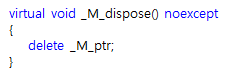 virtual void _M_dispose() noexcept
{
    delete _M_ptr;
}